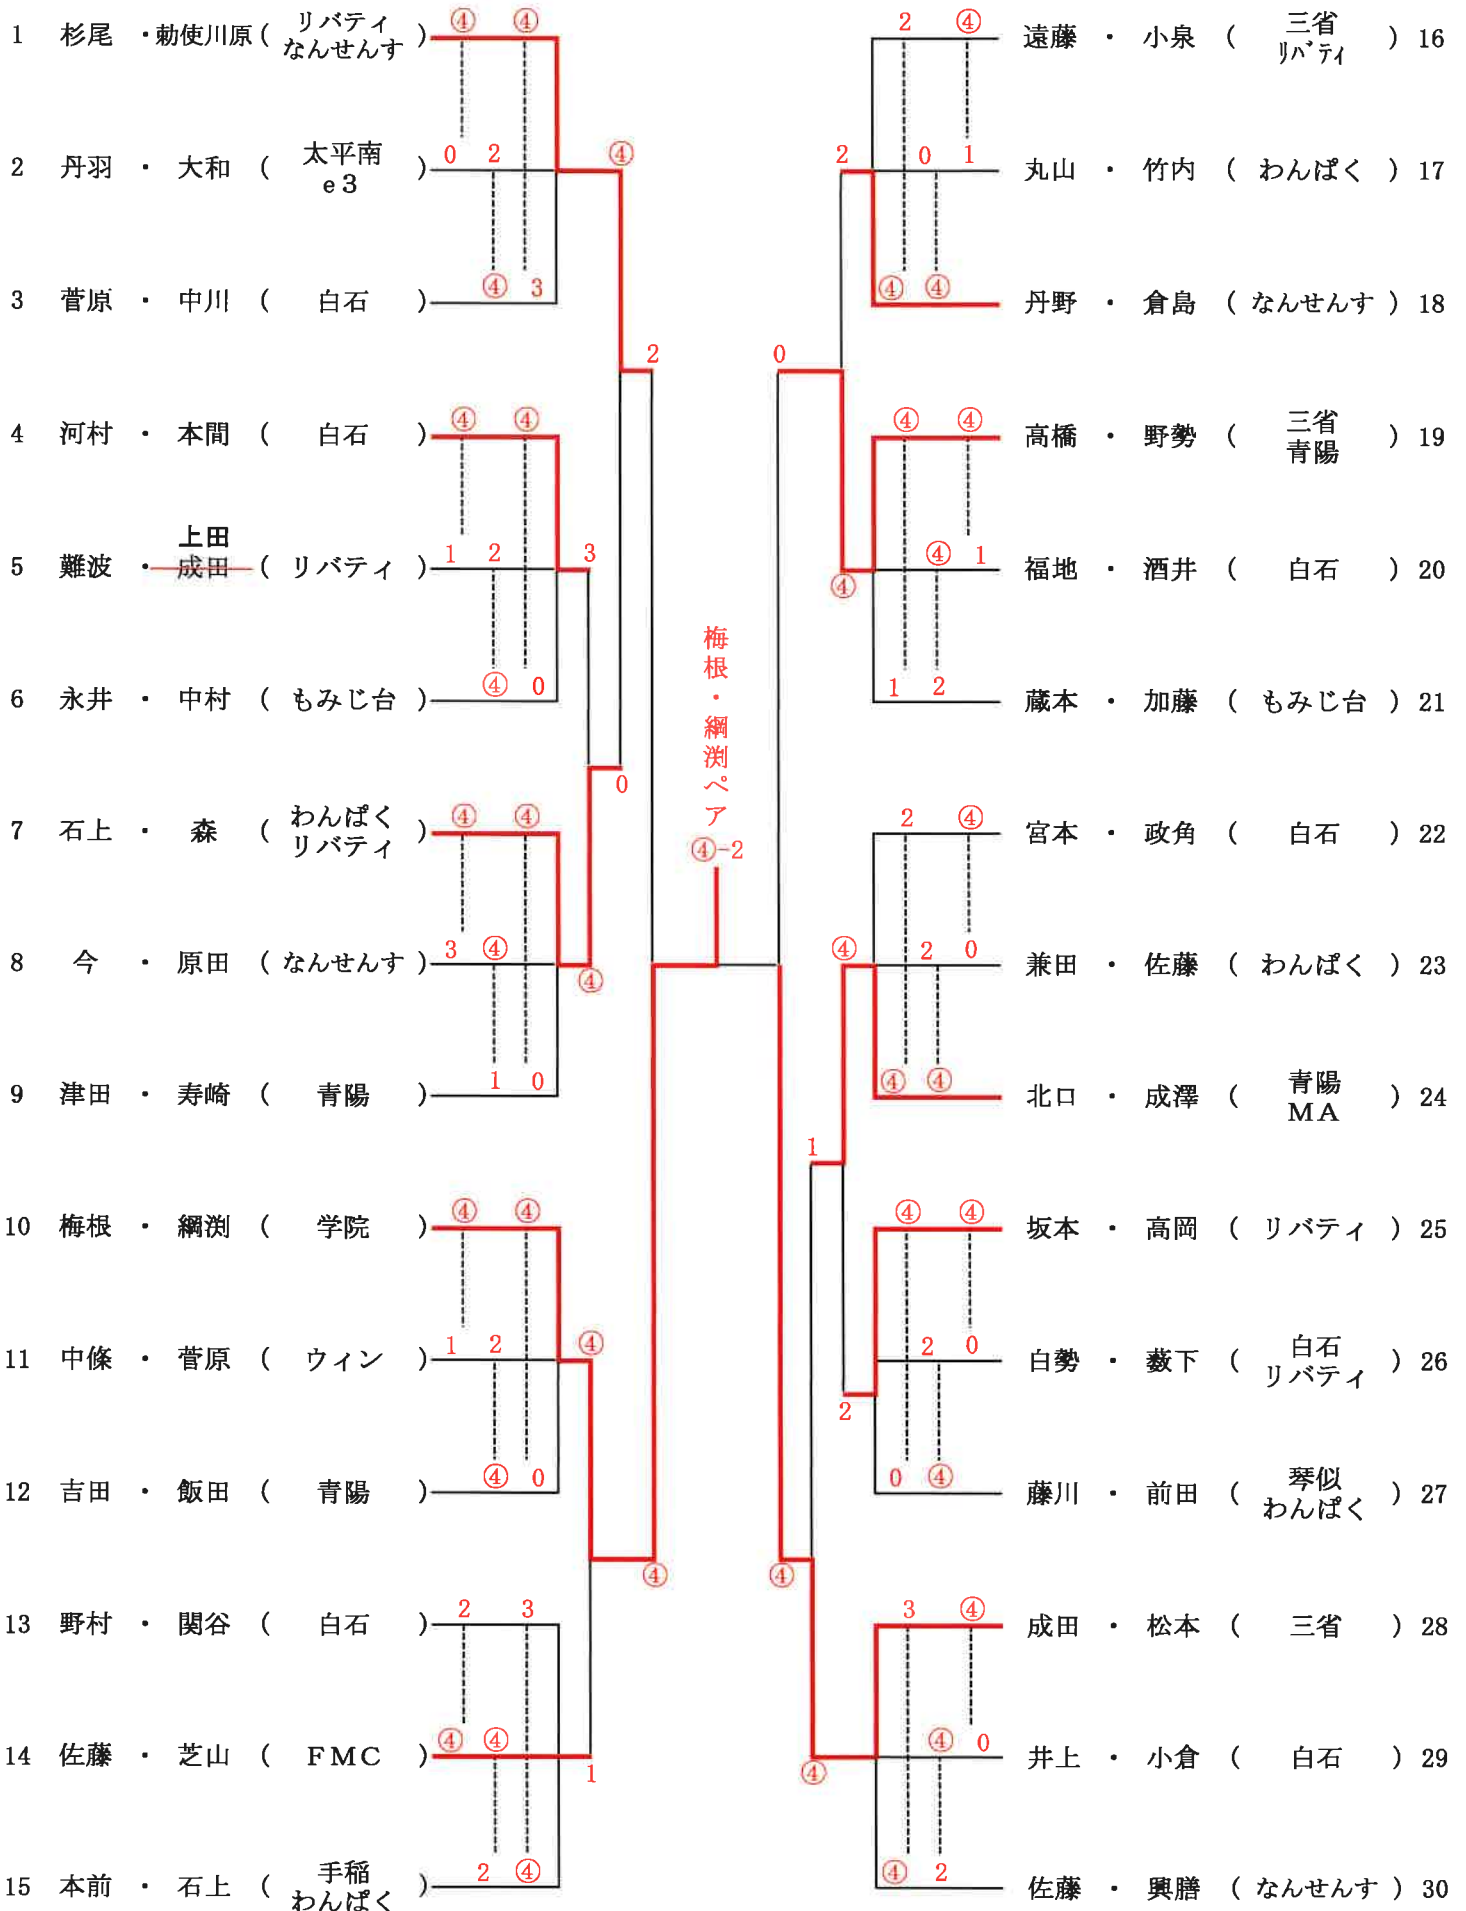 ④ ④
1 杉尾 ・勅使川原 ( リバティ
なんせんす )
0 2 ④
2 丹羽 ・ 大和 ( 太平南
e3 )
④ 3
3 菅原 ・ 中川 ( 白石 )
2
④ ④
4 河村 ・ 本間 ( 白石 )
上田
5 難波 ・ 成田 ( リバティ ) 1 2 3
④ 0
6 永井 ・ 中村 ( もみじ台 )
0
④ ④
7 石上 ・ 森 ( わんぱく
リバティ )
3 ④
8 今 ・ 原田 ( なんせんす )
④
1 0
9 津田 ・ 寿崎 ( 青陽 )
④ ④
10 梅根 ・ 綱渕 ( 学院 )
1 2 ④
11 中條 ・ 菅原 ( ウィン )
④ 0
12 吉田 ・ 飯田 ( 青陽 )
④
2 3
13 野村 ・ 関谷 ( 白石 )
④ ④
14 佐藤 ・ 芝山 ( FMC )
1
2 ④
15 本前 ・ 石上 ( 手稲
わんぱく )
梅根・綱渕ペア
④-2
2 ④
遠藤 ・ 小泉 ( 三省
リバティ ) 16
2 0 1
丸山 ・ 竹内 ( わんぱく ) 17
④ ④
丹野 ・ 倉島 ( なんせんす ) 18
0
④ ④
高橋 ・ 野勢 ( 三省
青陽 ) 19
④ 1
福地 ・ 酒井 ( 白石 ) 20
④
1 2
蔵本 ・ 加藤 ( もみじ台 ) 21
2 ④
宮本 ・ 政角 ( 白石 ) 22
④ 2 0
兼田 ・ 佐藤 ( わんぱく ) 23
④ ④
北口 ・ 成澤 ( 青陽
MA ) 24
1
④ ④
坂本 ・ 高岡 ( リバティ ) 25
2 0
白勢 ・ 藪下 ( 白石
リバティ ) 26
2
0 ④
藤川 ・ 前田 ( 琴似
わんぱく ) 27
④
3 ④
成田 ・ 松本 ( 三省 ) 28
④ 0
井上 ・ 小倉 ( 白石 ) 29
④
④ 2
佐藤 ・ 興膳 ( なんせんす ) 30